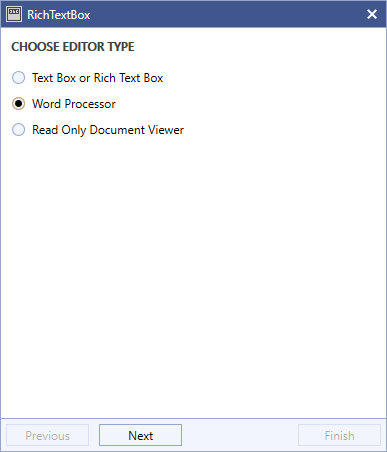 RichTextBox
CHOOSE EDITOR TYPE
Text Box or Rich Text Box
Word Processor
Read Only Document Viewer
Previous Next Finish